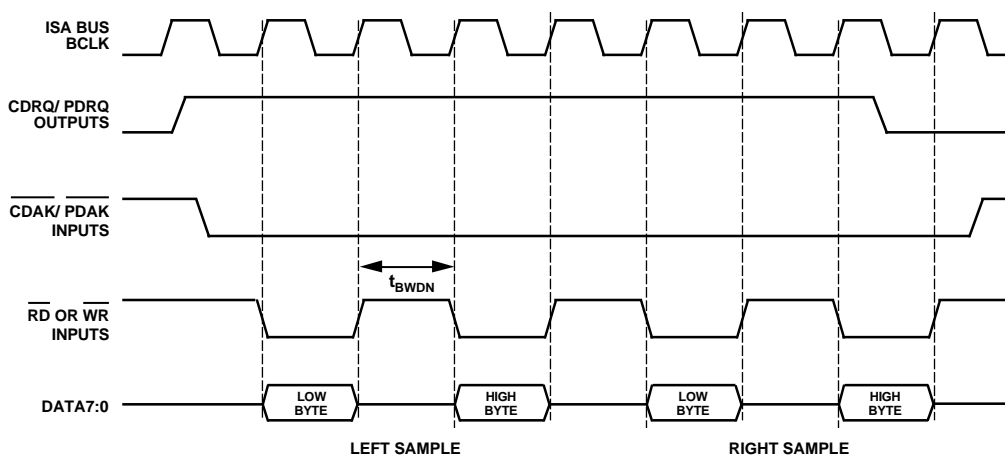 ISA BUS
BCLK
CDRQ/ PDRQ
OUTPUTS
CDAK/ PDAK
INPUTS
tBWDN
RD OR WR
INPUTS
DATA7:0
LOW
BYTE
HIGH
BYTE
LOW
BYTE
HIGH
BYTE
LEFT SAMPLE
RIGHT SAMPLE